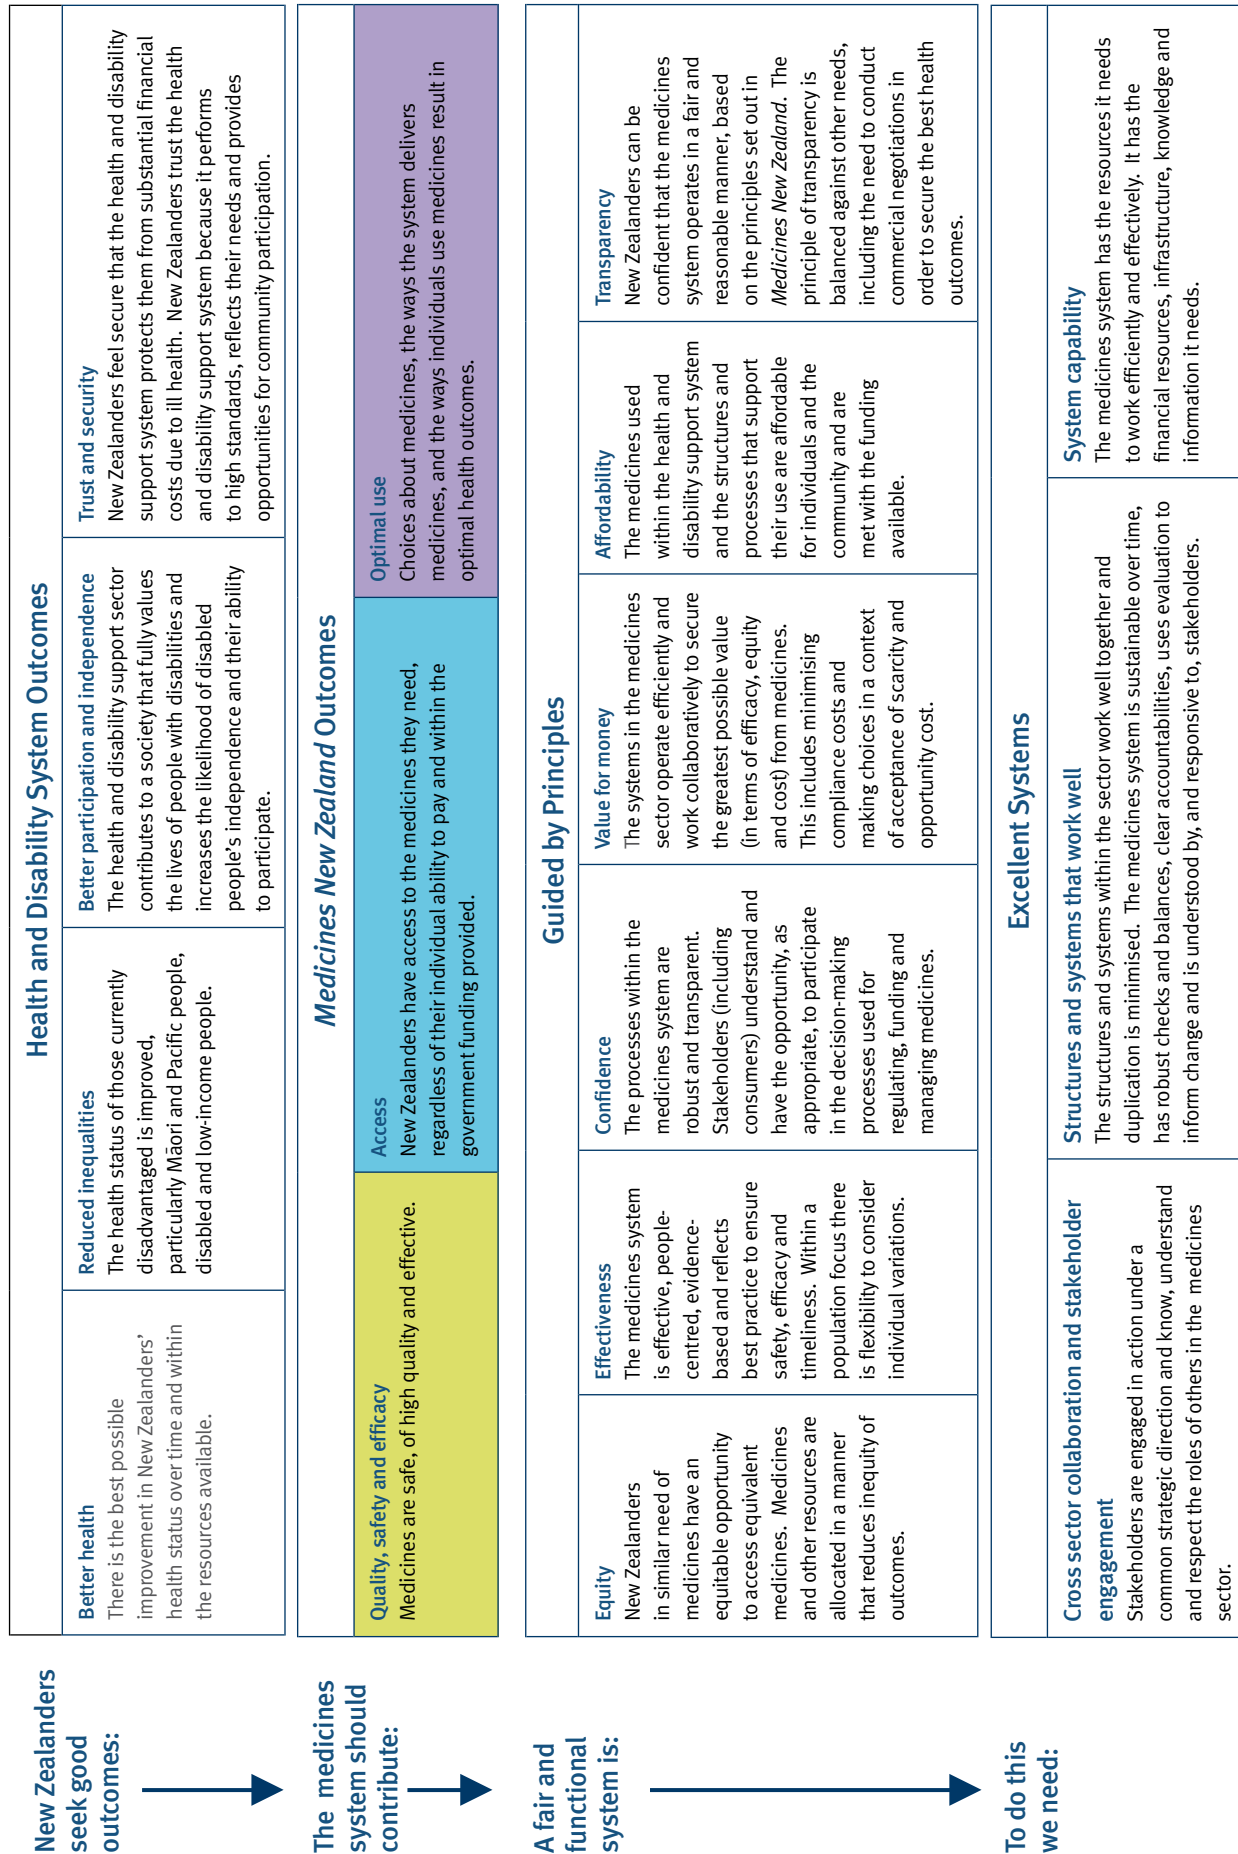 New Zealanders
seek good
outcomes:
Health and Disability System Outcomes
Better health
There is the best possible
improvement in New Zealanders’
health status over time and within
the resources available.
Reduced inequalities
The health status of those currently
disadvantaged is improved,
particularly Māori and Pacific people,
disabled and low-income people.
Better participation and independence
The health and disability support sector
contributes to a society that fully values
the lives of people with disabilities and
increases the likelihood of disabled
people’s independence and their ability
to participate.
Trust and security
New Zealanders feel secure that the health and disability
support system protects them from substantial financial
costs due to ill health. New Zealanders trust the health
and disability support system because it performs
to high standards, reflects their needs and provides
opportunities for community participation.
The medicines
system should
contribute:
Medicines New Zealand Outcomes
Quality, safety and efficacy
Medicines are safe, of high quality and effective.
Access
New Zealanders have access to the medicines they need,
regardless of their individual ability to pay and within the
government funding provided.
Optimal use
Choices about medicines, the ways the system delivers
medicines, and the ways individuals use medicines result in
optimal health outcomes.
A fair and
functional
system is:
Guided by Principles
Equity
New Zealanders
in similar need of
medicines have an
equitable opportunity
to access equivalent
medicines. Medicines
and other resources are
allocated in a manner
that reduces inequity of
outcomes.
Effectiveness
The medicines system
is effective, people-
centred, evidence-
based and reflects
best practice to ensure
safety, efficacy and
timeliness. Within a
population focus there
is flexibility to consider
individual variations.
Confidence
The processes within the
medicines system are
robust and transparent.
Stakeholders (including
consumers) understand and
have the opportunity, as
appropriate, to participate
in the decision-making
processes used for
regulating, funding and
managing medicines.
Value for money
The systems in the medicines
sector operate efficiently and
work collaboratively to secure
the greatest possible value
(in terms of efficacy, equity
and cost) from medicines.
This includes minimising
compliance costs and
making choices in a context
of acceptance of scarcity and
opportunity cost.
Affordability
The medicines used
within the health and
disability support system
and the structures and
processes that support
their use are affordable
for individuals and the
community and are
met with the funding
available.
Transparency
New Zealanders can be
confident that the medicines
system operates in a fair and
reasonable manner, based
on the principles set out in
Medicines New Zealand. The
principle of transparency is
balanced against other needs,
including the need to conduct
commercial negotiations in
order to secure the best health
outcomes.
To do this
we need:
Excellent Systems
Cross sector collaboration and stakeholder
engagement
Stakeholders are engaged in action under a
common strategic direction and know, understand
and respect the roles of others in the medicines
sector.
Structures and systems that work well
The structures and systems within the sector work well together and
duplication is minimised. The medicines system is sustainable over time,
has robust checks and balances, clear accountabilities, uses evaluation to
inform change and is understood by, and responsive to, stakeholders.
System capability
The medicines system has the resources it needs
to work efficiently and effectively. It has the
financial resources, infrastructure, knowledge and
information it needs.